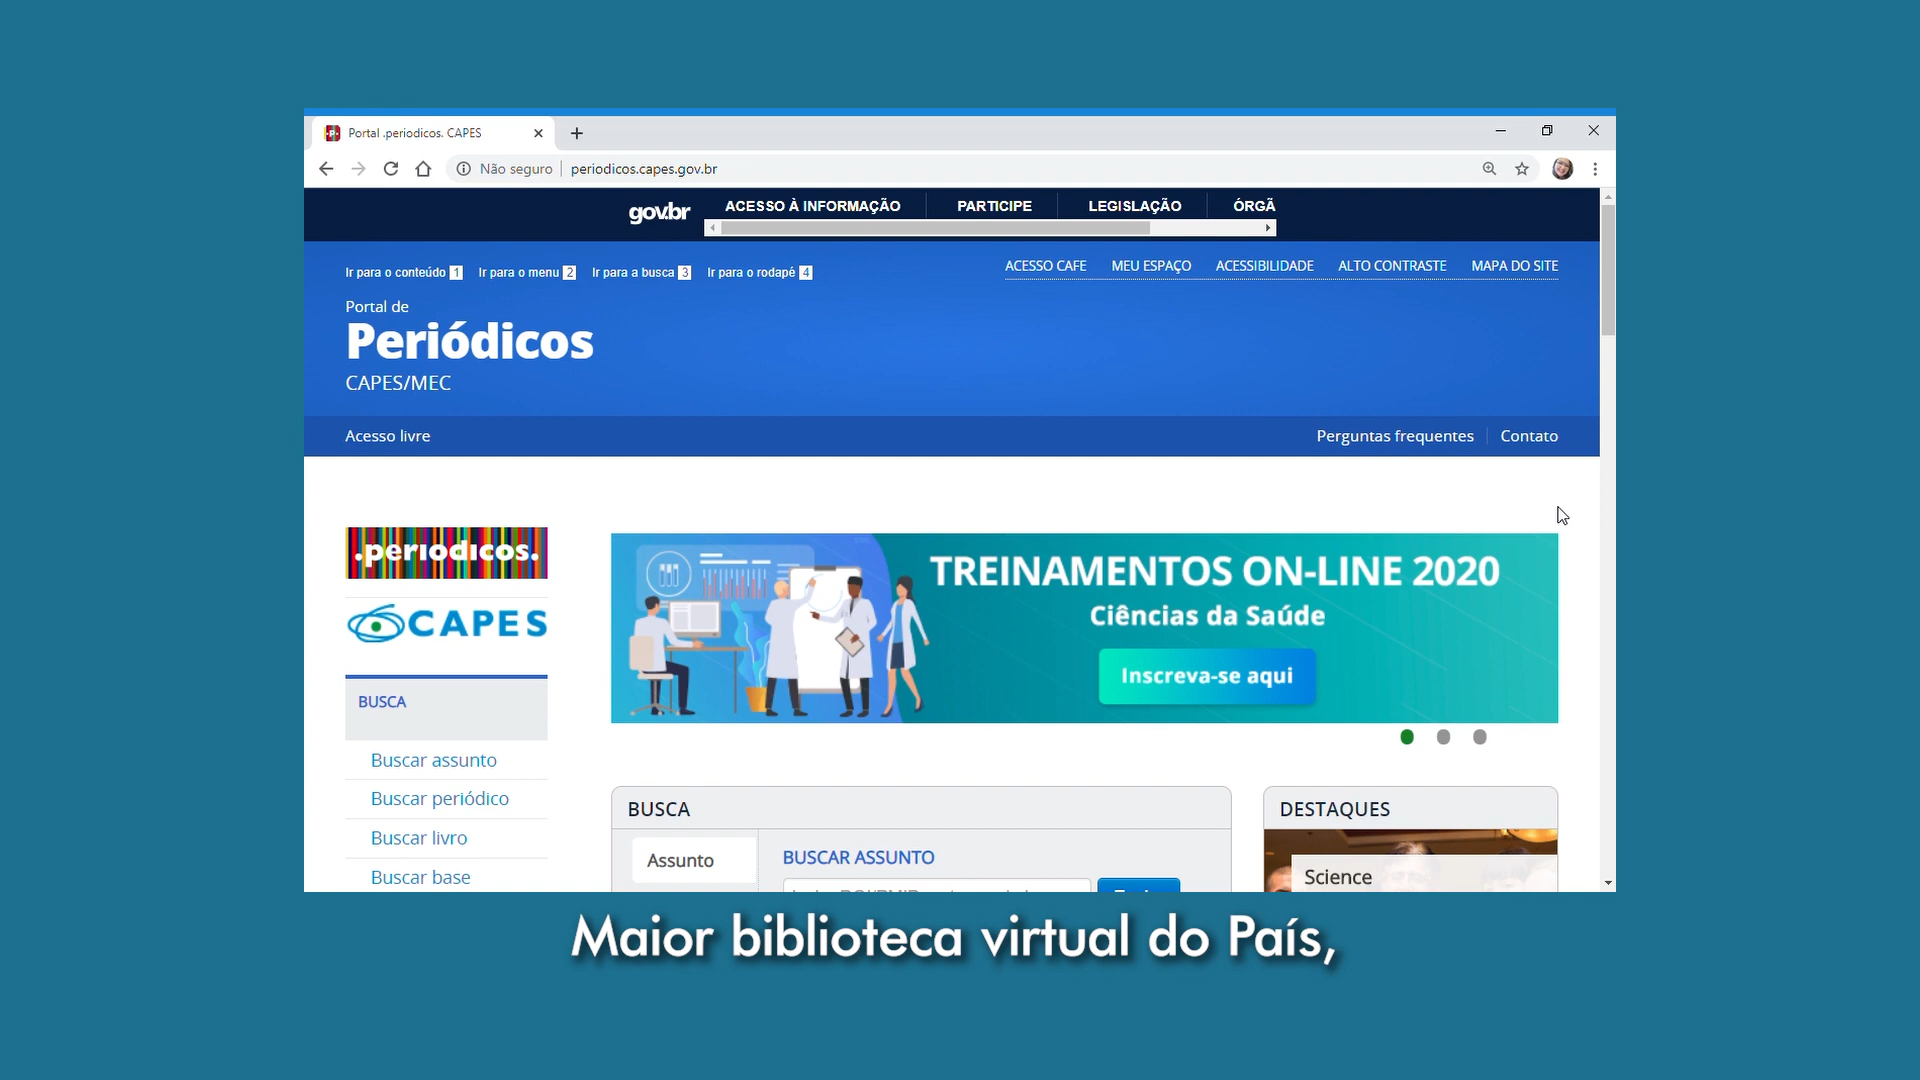 Portal .periodicos. CAPES
Não seguro
periodicos.capes.gov.br
gov.br
ACESSO À INFORMAÇÃO
PARTICIPE
LEGISLAÇÃO
ÓRGÃ
Ir para o conteúdo 1
Ir para o menu 2
Ir para a busca 3
Ir para o rodapé 4
ACESSO CAFE
MEU ESPAÇO
ACESSIBILIDADE
ALTO CONTRASTE
MAPA DO SITE
Portal de
Periódicos
CAPES/MEC
Acesso livre
Perguntas frequentes
Contato
.periodicos.
CAPES
TREINAMENTOS ON-LINE 2020
Ciências da Saúde
Inscreva-se aqui
BUSCA
Buscar assunto
Buscar periódico
Buscar livro
Buscar base
BUSCA
Assunto
BUSCAR ASSUNTO
DESTAQUES
Science
Maior biblioteca virtual do País,